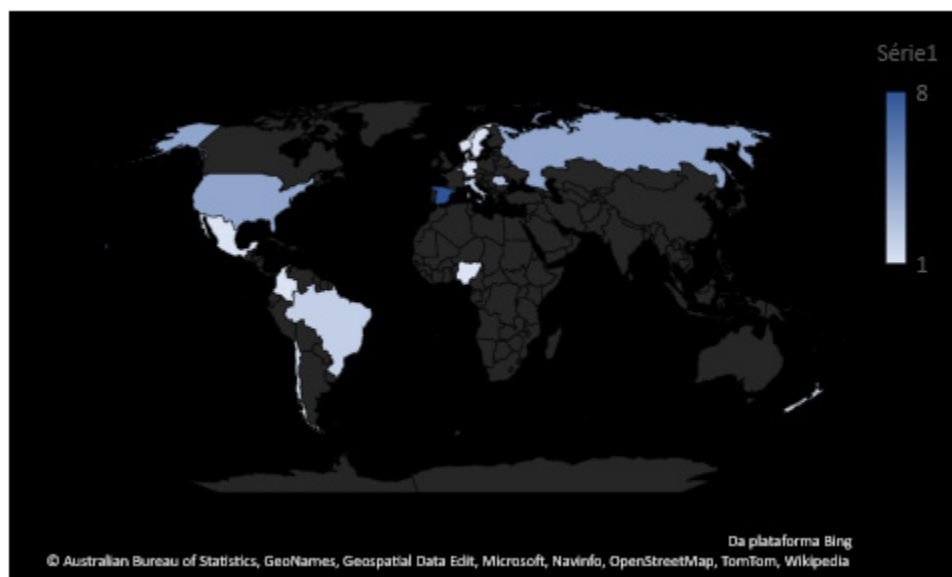 Série1
8
1
Da plataforma Bing
© Australian Bureau of Statistics, GeoNames, Geospatial Data Edit, Microsoft, Navinfo, OpenStreetMap, TomTom, Wikipedia